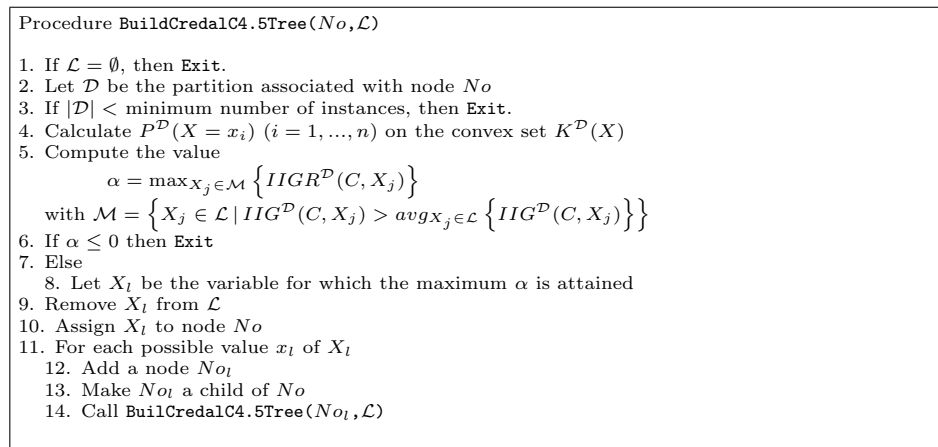 Procedure BuildCredalC4.5Tree(No,ℒ)
1. If ℒ = ∅, then Exit.
2. Let 𝒟 be the partition associated with node No
3. If |𝒟| < minimum number of instances, then Exit.
4. Calculate P^𝒟(X = x_i) (i = 1, ..., n) on the convex set K^𝒟(X)
5. Compute the value
α = max_{X_j∈ℳ} {IIGR^𝒟(C, X_j)}
with ℳ = {X_j ∈ ℒ | IIG^𝒟(C, X_j) > avg_{X_j∈ℒ} {IIG^𝒟(C, X_j)}}
6. If α ≤ 0 then Exit
7. Else
8. Let X_l be the variable for which the maximum α is attained
9. Remove X_l from ℒ
10. Assign X_l to node No
11. For each possible value x_l of X_l
12. Add a node No_l
13. Make No_l a child of No
14. Call BuilCredalC4.5Tree(No_l,ℒ)